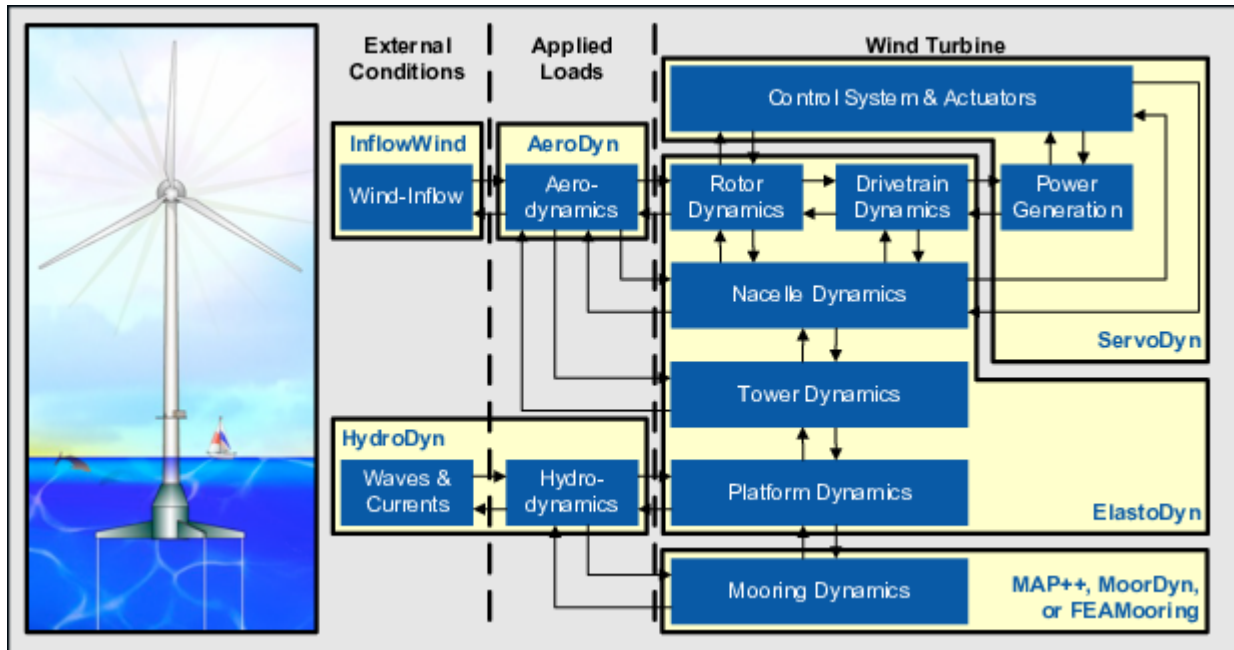 External
Conditions
Applied
Loads
Wind Turbine
Control System & Actuators
InflowWind
AeroDyn
Wind-Inflow
Aero-
dynamics
Rotor
Dynamics
Drivetrain
Dynamics
Power
Generation
Nacelle Dynamics
ServoDyn
Tower Dynamics
HydroDyn
Waves &
Currents
Hydro-
dynamics
Platform Dynamics
ElastoDyn
Mooring Dynamics
MAP++, MoorDyn,
or FEAMooring